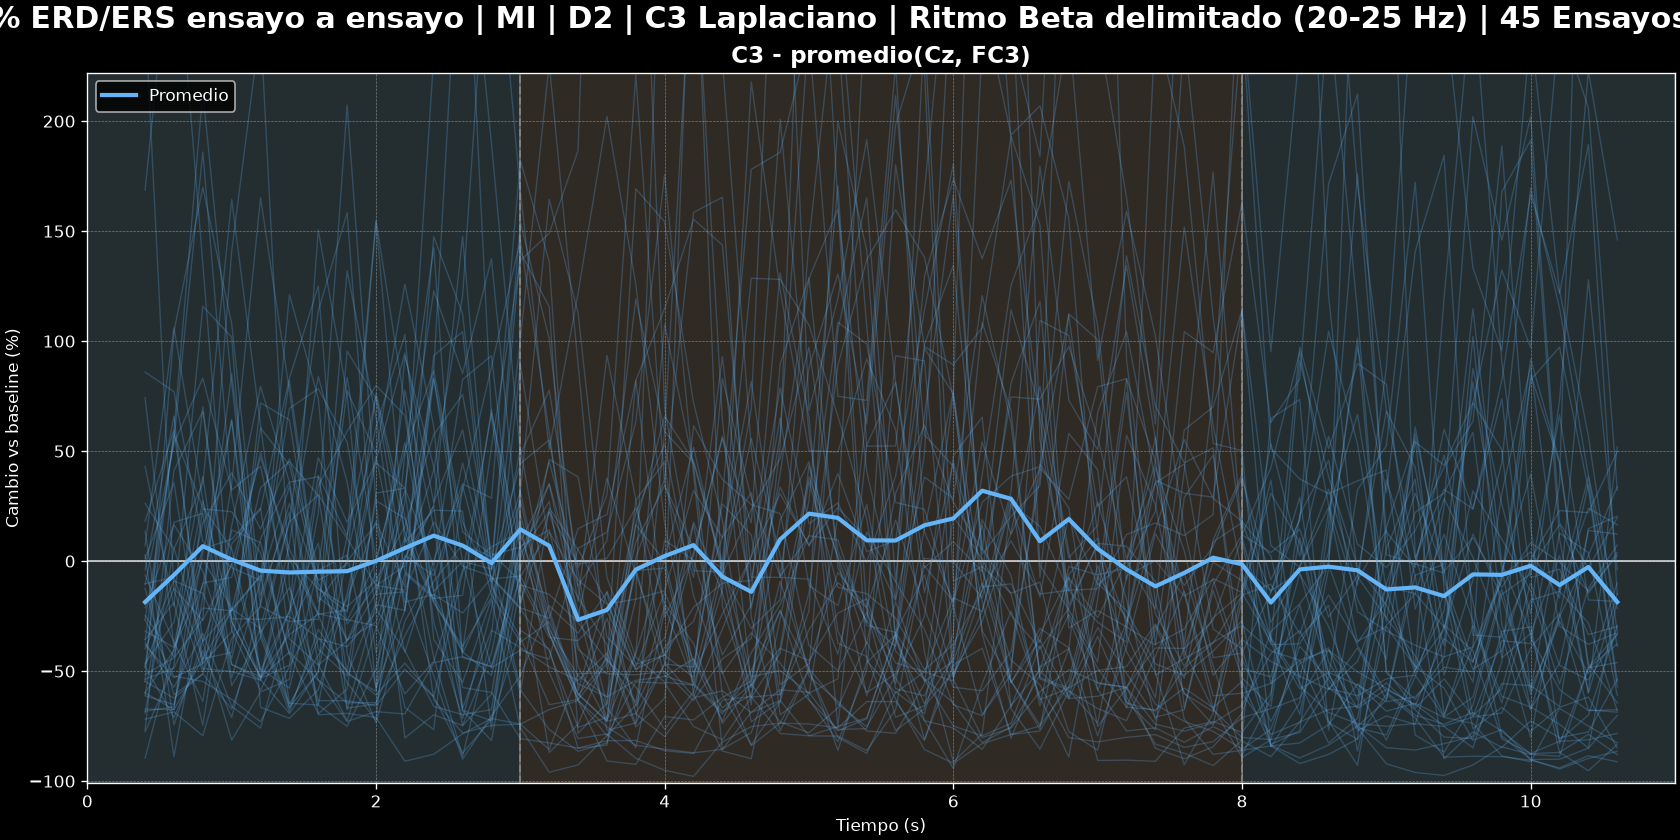 % ERD/ERS ensayo a ensayo | MI | D2 | C3 Laplaciano | Ritmo Beta delimitado (20-25 Hz) | 45 Ensayos
C3 - promedio(Cz, FC3)
Promedio
200
150
100
50
0
−50
−100
Cambio vs baseline (%)
0 2 4 6 8 10
Tiempo (s)